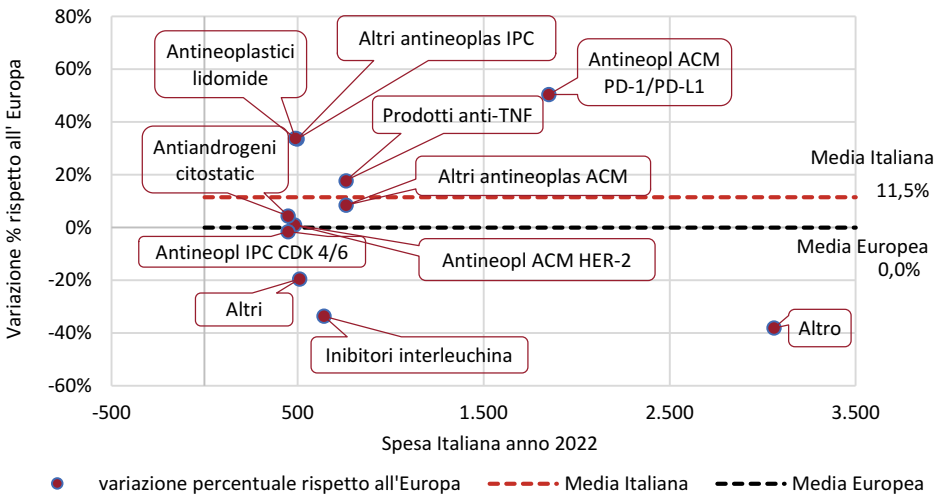 80%
60%
40%
20%
0%
-20%
-40%
-60%
Variazione % rispetto all' Europa
Antineoplastici
lidomide
Altri antineoplas IPC
Antineopl ACM
PD-1/PD-L1
Prodotti anti-TNF
Antiandrogeni
citostatic
Altri antineoplas ACM
Media Italiana
11,5%
Antineopl IPC CDK 4/6
Antineopl ACM HER-2
Media Europea
0,0%
Altri
Inibitori interleuchina
Altro
-500
500
1.500
2.500
3.500
Spesa Italiana anno 2022
variazione percentuale rispetto all'Europa
Media Italiana
Media Europea